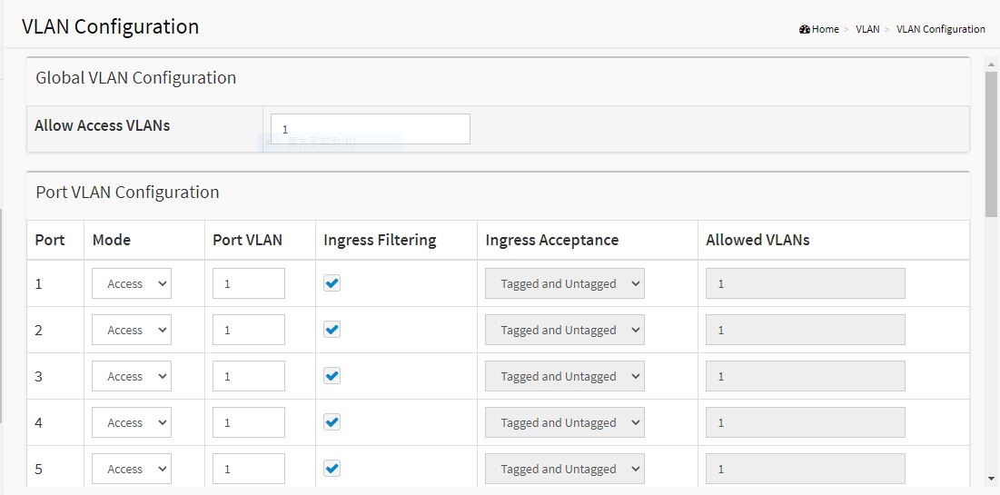 VLAN Configuration
Home > VLAN > VLAN Configuration
Global VLAN Configuration
Allow Access VLANs 1
Port VLAN Configuration
Port Mode Port VLAN Ingress Filtering Ingress Acceptance Allowed VLANs
1 Access 1 Tagged and Untagged 1
2 Access 1 Tagged and Untagged 1
3 Access 1 Tagged and Untagged 1
4 Access 1 Tagged and Untagged 1
5 Access 1 Tagged and Untagged 1